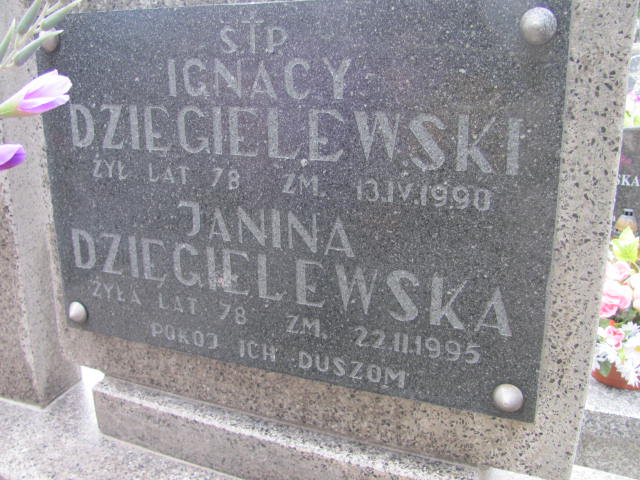 Ś✝P
IGNACY
DZIĘGIELEWSKI
ŻYŁ LAT 78 ZM. 13.IV.1990
JANINA
DZIĘGIELEWSKA
ŻYŁA LAT 78 ZM. 22.II.1995
POKÓJ ICH DUSZOM
SKA